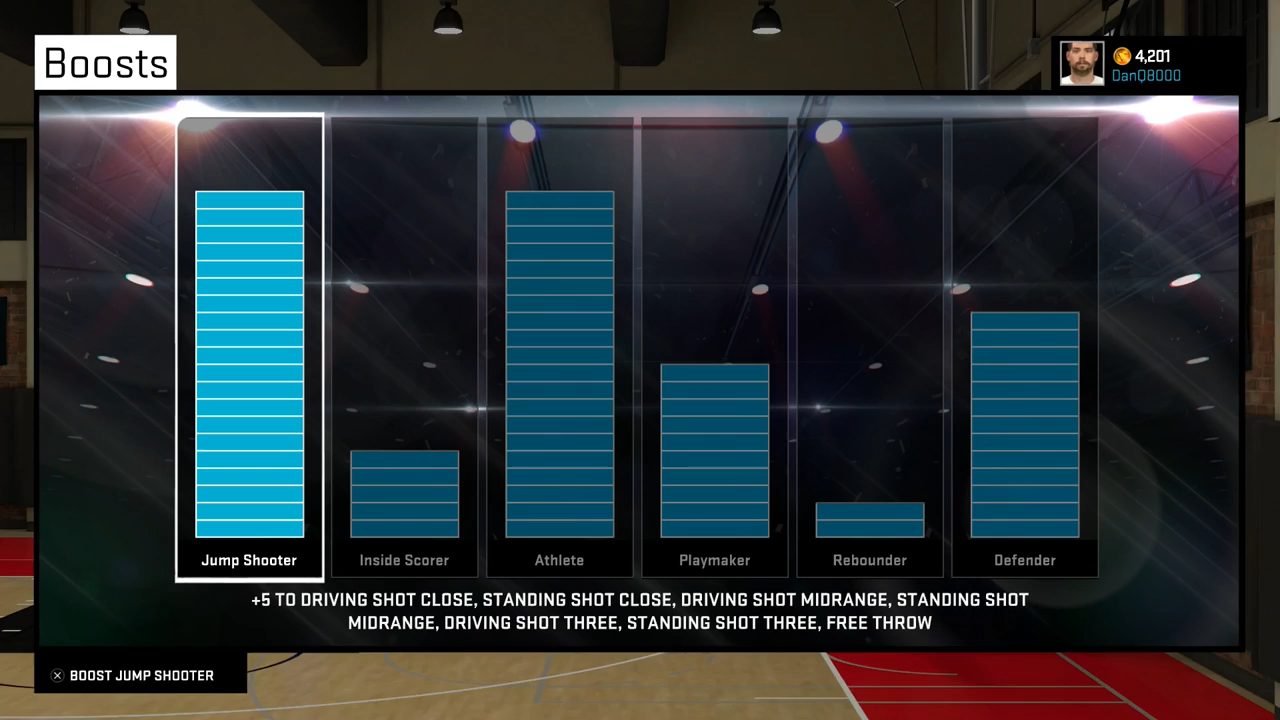 Boosts
4,201
DanQ8000
Jump Shooter
Inside Scorer
Athlete
Playmaker
Rebounder
Defender
+5 TO DRIVING SHOT CLOSE, STANDING SHOT CLOSE, DRIVING SHOT MIDRANGE, STANDING SHOT
MIDRANGE, DRIVING SHOT THREE, STANDING SHOT THREE, FREE THROW
BOOST JUMP SHOOTER